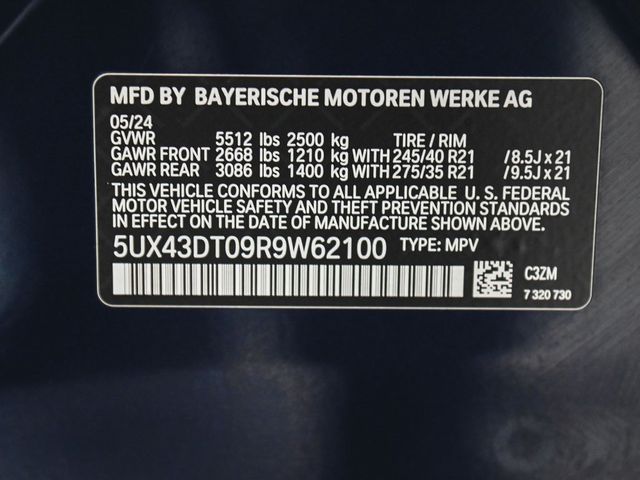 MFD BY BAYERISCHE MOTOREN WERKE AG
05/24
GVWR 5512 lbs 2500 kg TIRE / RIM
GAWR FRONT 2668 lbs 1210 kg WITH 245/40 R21 /8.5J x 21
GAWR REAR 3086 lbs 1400 kg WITH 275/35 R21 /9.5J x 21
THIS VEHICLE CONFORMS TO ALL APPLICABLE U. S. FEDERAL
MOTOR VEHICLE SAFETY AND THEFT PREVENTION STANDARDS
IN EFFECT ON THE DATE OF MANUFACTURE SHOWN ABOVE.
5UX43DT09R9W62100 TYPE: MPV
C3ZM
7 320 730